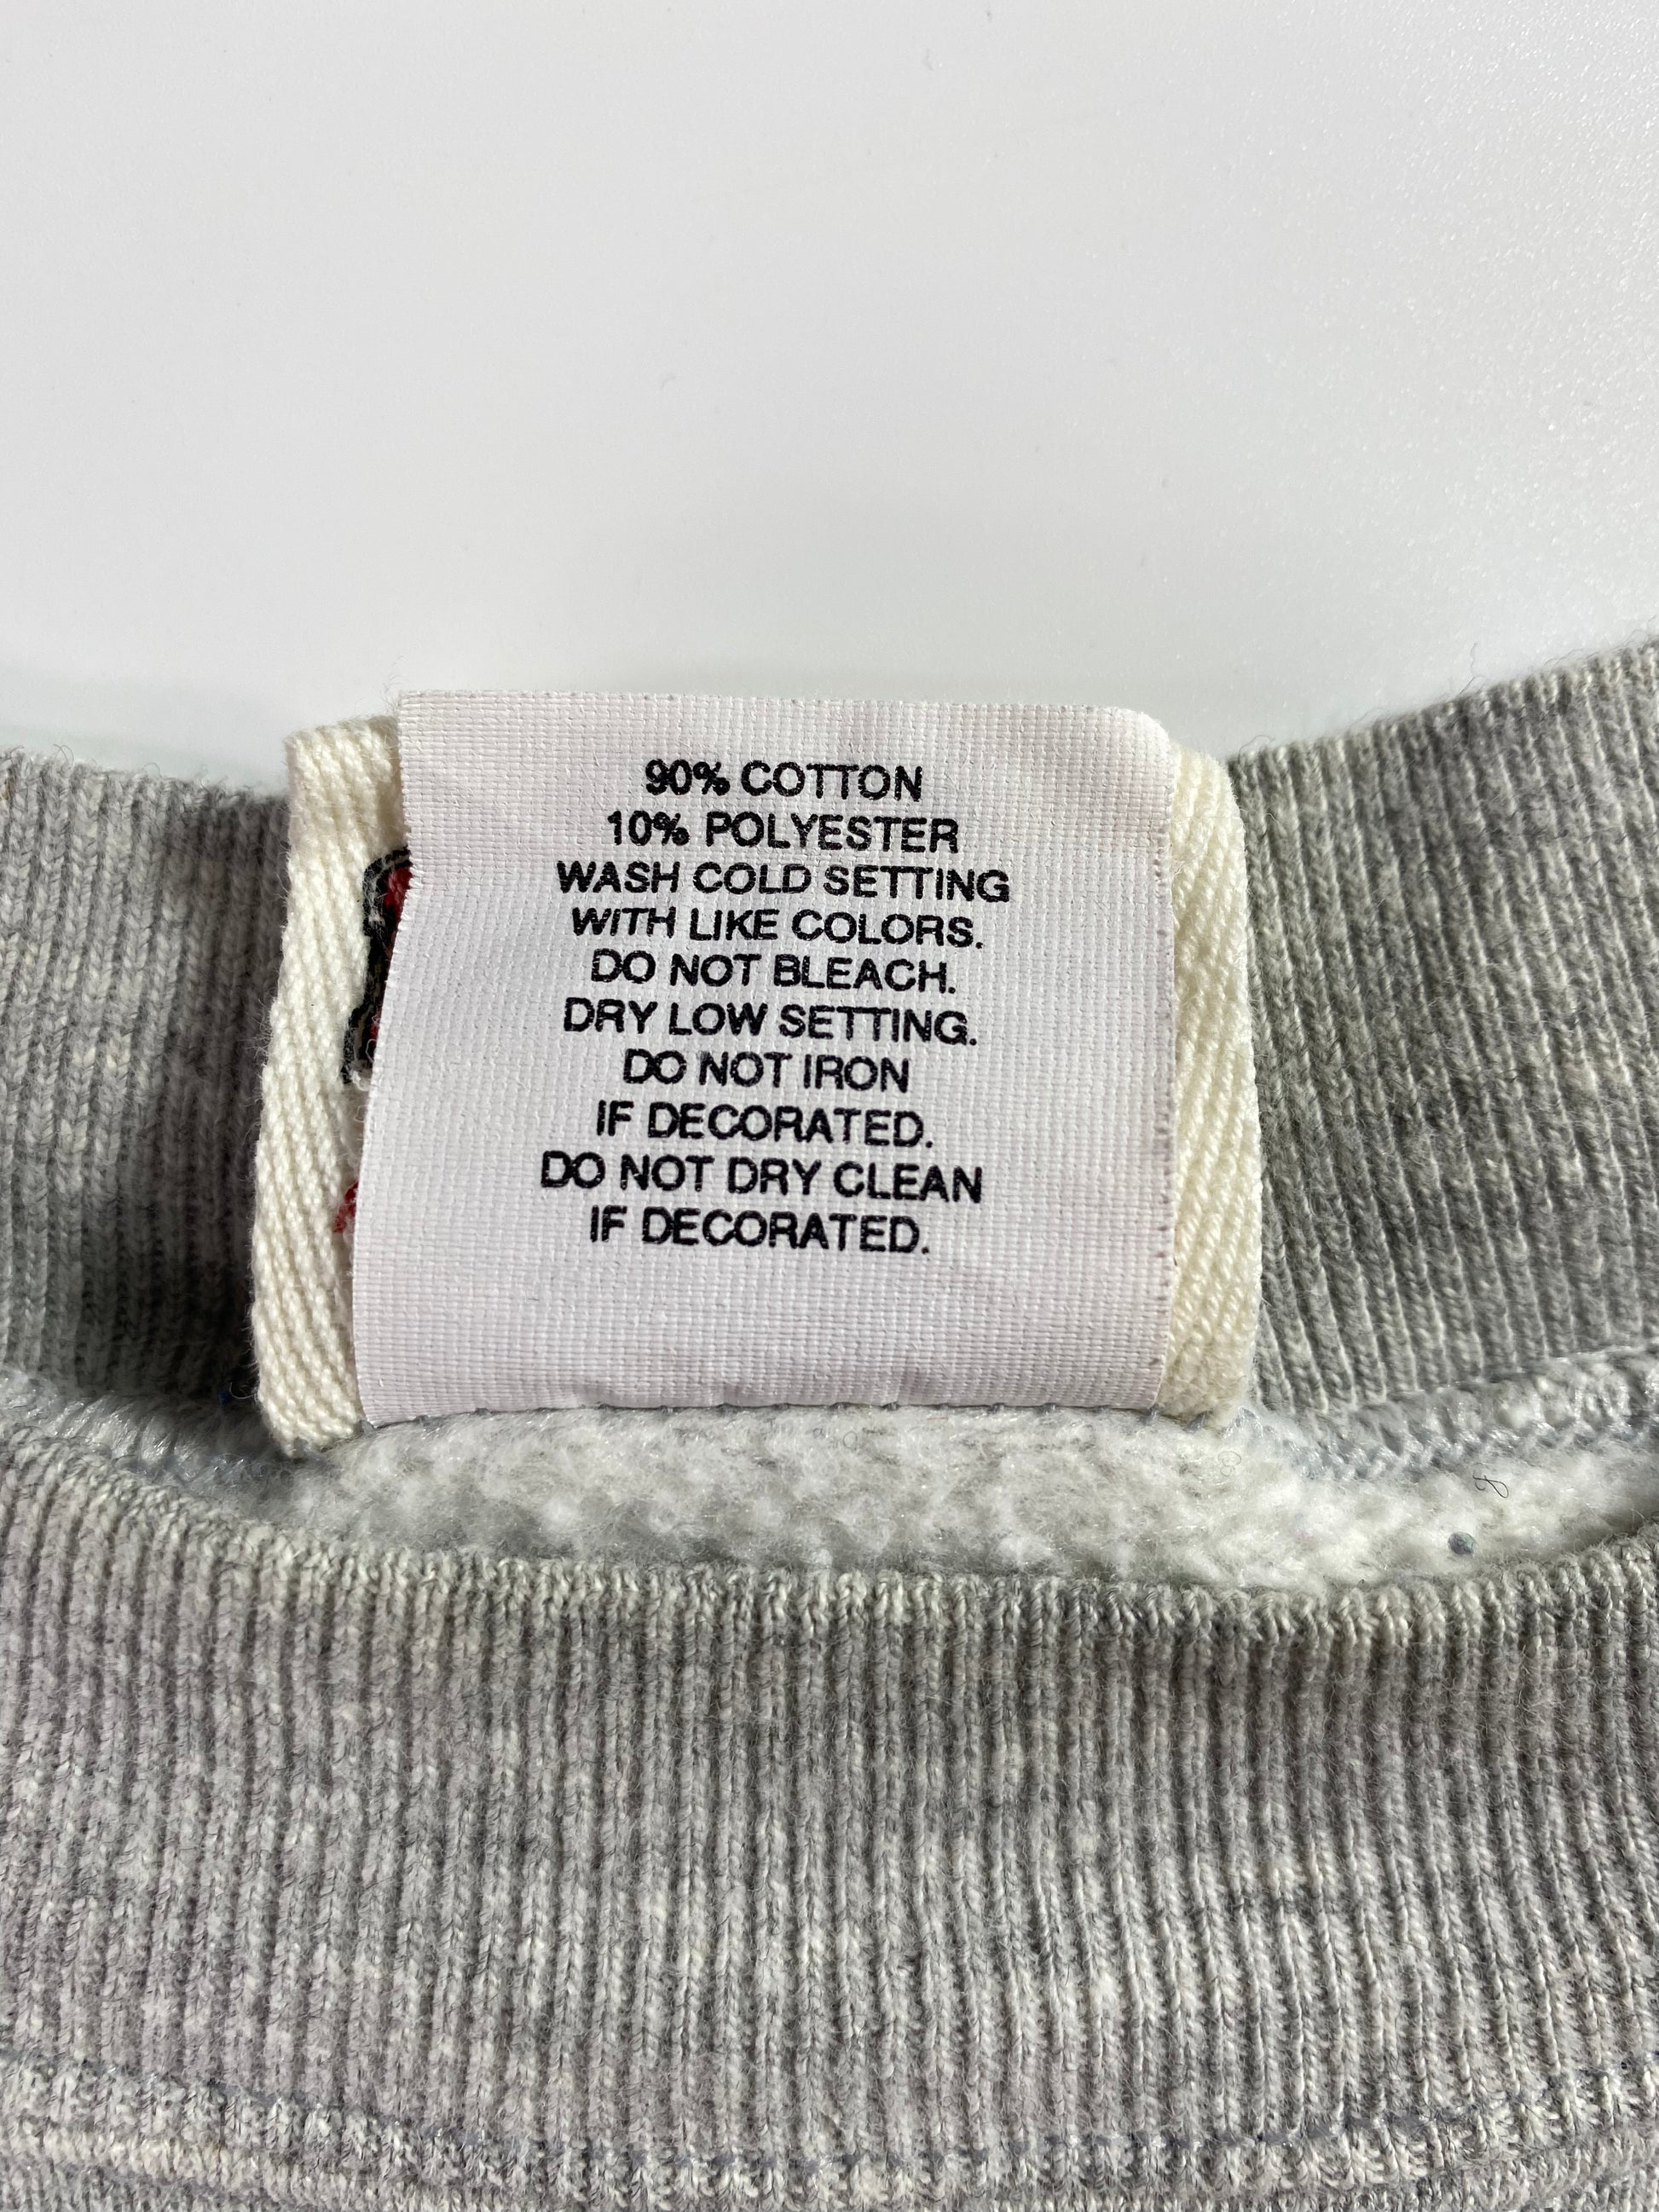 90% COTTON
10% POLYESTER
WASH COLD SETTING
WITH LIKE COLORS.
DO NOT BLEACH.
DRY LOW SETTING.
DO NOT IRON
IF DECORATED.
DO NOT DRY CLEAN
IF DECORATED.